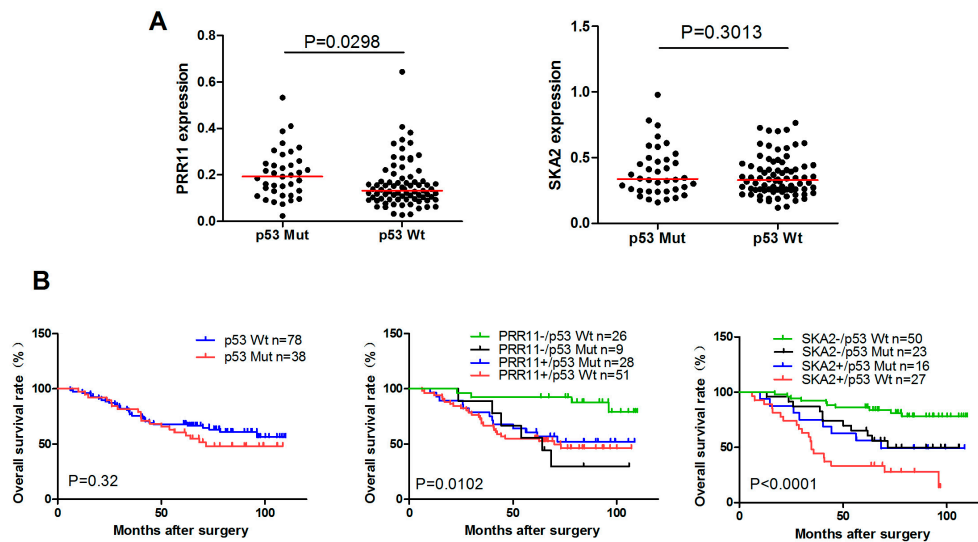 A
P=0.0298
PRR11 expression
0.8
0.6
0.4
0.2
0.0
p53 Mut
p53 Wt
P=0.3013
SKA2 expression
1.5
1.0
0.5
0.0
p53 Mut
p53 Wt
B
Overall survival rate (%)
150
100
50
0
p53 Wt n=78
p53 Mut n=38
P=0.32
0
50
100
Months after surgery
Overall survival rate (%)
150
100
50
0
PRR11-/p53 Wt n=26
PRR11-/p53 Mut n=9
PRR11+/p53 Mut n=28
PRR11+/p53 Wt n=51
P=0.0102
0
50
100
Months after surgery
Overall survival rate (%)
150
100
50
0
SKA2-/p53 Wt n=50
SKA2-/p53 Mut n=23
SKA2+/p53 Mut n=16
SKA2+/p53 Wt n=27
P<0.0001
0
50
100
Months after surgery